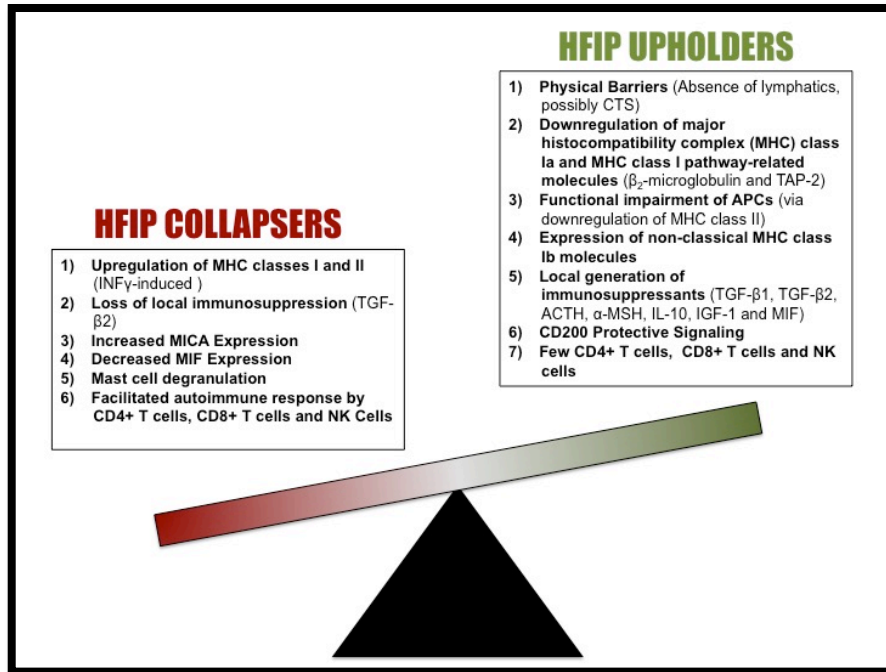 HFIP UPHOLDERS
1) Physical Barriers (Absence of lymphatics,
possibly CTS)
2) Downregulation of major
histocompatibility complex (MHC) class
Ia and MHC class I pathway-related
molecules (β₂-microglobulin and TAP-2)
3) Functional impairment of APCs (via
downregulation of MHC class II)
4) Expression of non-classical MHC class
Ib molecules
5) Local generation of
immunosuppressants (TGF-β1, TGF-β2,
ACTH, α-MSH, IL-10, IGF-1 and MIF)
6) CD200 Protective Signaling
7) Few CD4+ T cells, CD8+ T cells and NK
cells
HFIP COLLAPSERS
1) Upregulation of MHC classes I and II
(INFγ-induced )
2) Loss of local immunosuppression (TGF-
β2)
3) Increased MICA Expression
4) Decreased MIF Expression
5) Mast cell degranulation
6) Facilitated autoimmune response by
CD4+ T cells, CD8+ T cells and NK Cells